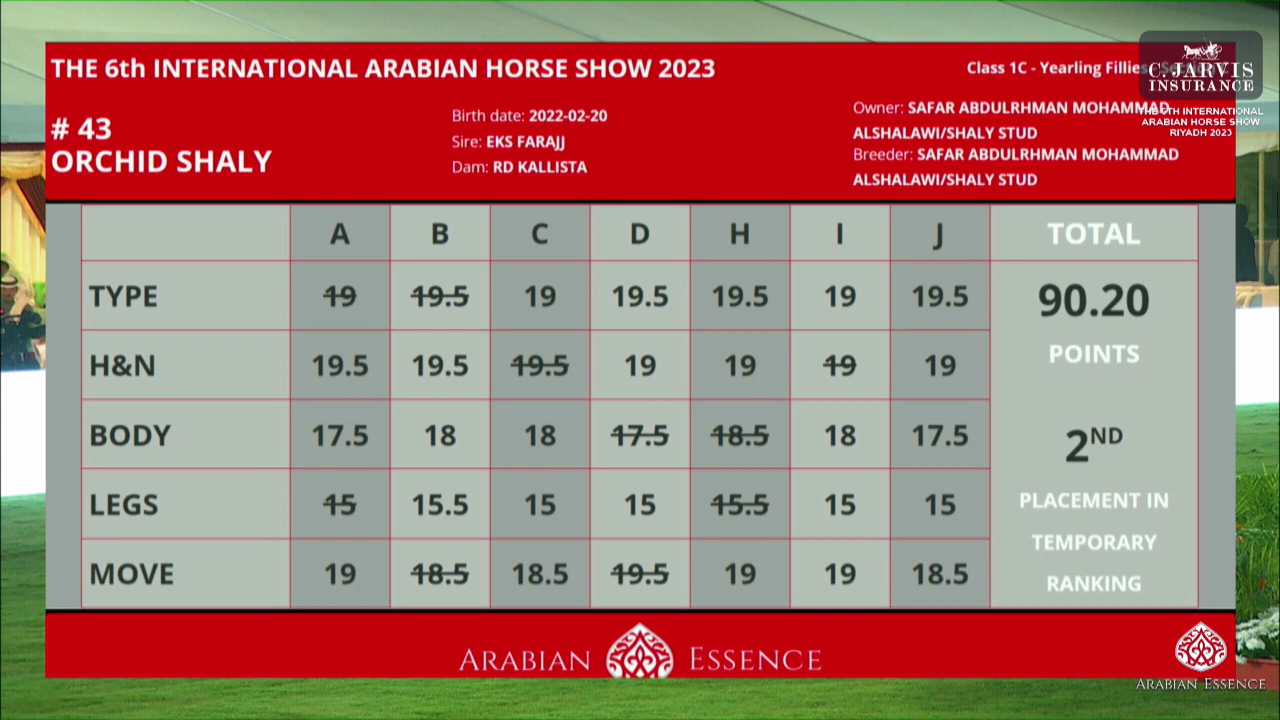 THE 6th INTERNATIONAL ARABIAN HORSE SHOW 2023
Class 1C - Yearling Fillies
C.JARVIS
INSURANCE
THE 6TH INTERNATIONAL
ARABIAN HORSE SHOW
RIYADH 2023
# 43
ORCHID SHALY
Birth date: 2022-02-20
Sire: EKS FARAJJ
Dam: RD KALLISTA
Owner: SAFAR ABDULRHMAN MOHAMMAD
ALSHALAWI/SHALY STUD
Breeder: SAFAR ABDULRHMAN MOHAMMAD
ALSHALAWI/SHALY STUD
A B C D H I J TOTAL
TYPE 19 19.5 19 19.5 19.5 19 19.5
H&N 19.5 19.5 19.5 19 19 19 19
BODY 17.5 18 18 17.5 18.5 18 17.5
LEGS 15 15.5 15 15 15.5 15 15
MOVE 19 18.5 18.5 19.5 19 19 18.5
90.20
POINTS
2ND
PLACEMENT IN
TEMPORARY
RANKING
ARABIAN ESSENCE
ARABIAN ESSENCE